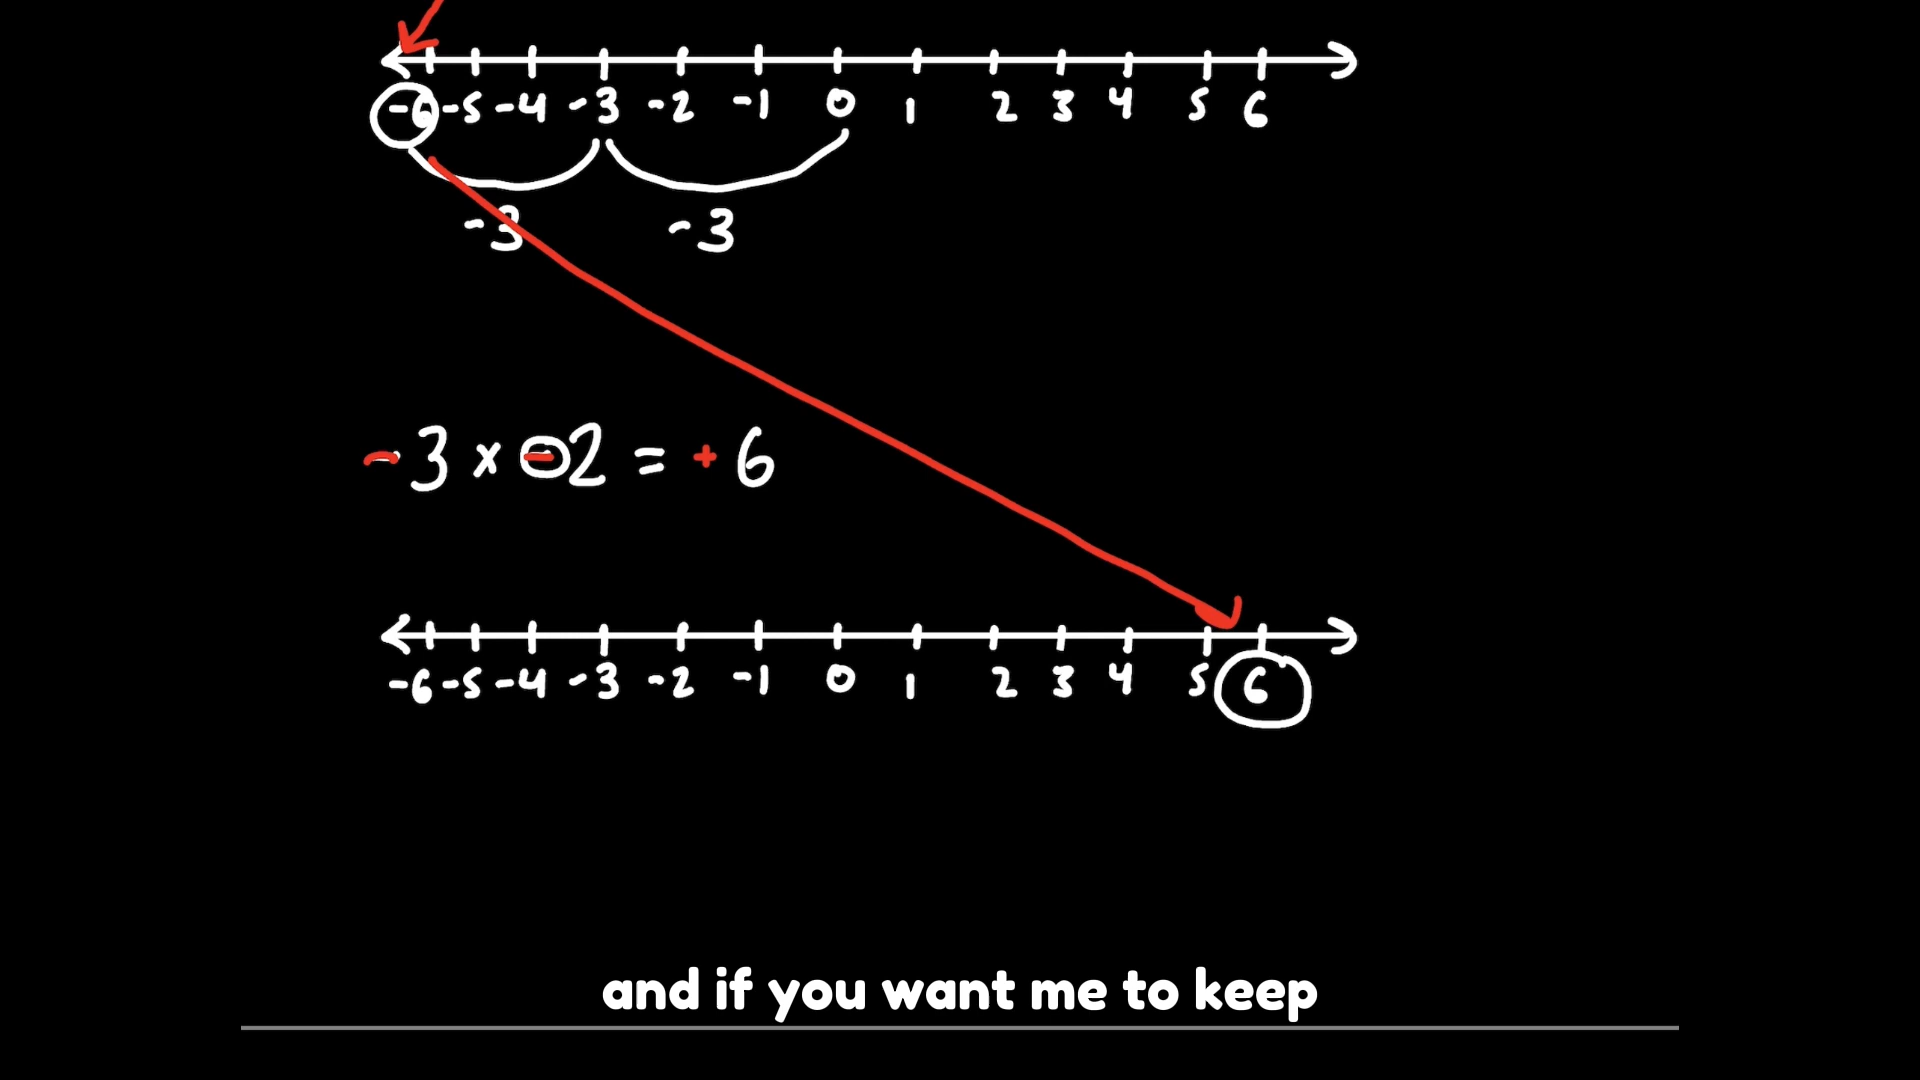 -6 -5 -4 -3 -2 -1 0 1 2 3 4 5 6
-3 -3
-3 x -2 = + 6
-6 -5 -4 -3 -2 -1 0 1 2 3 4 5 6
and if you want me to keep